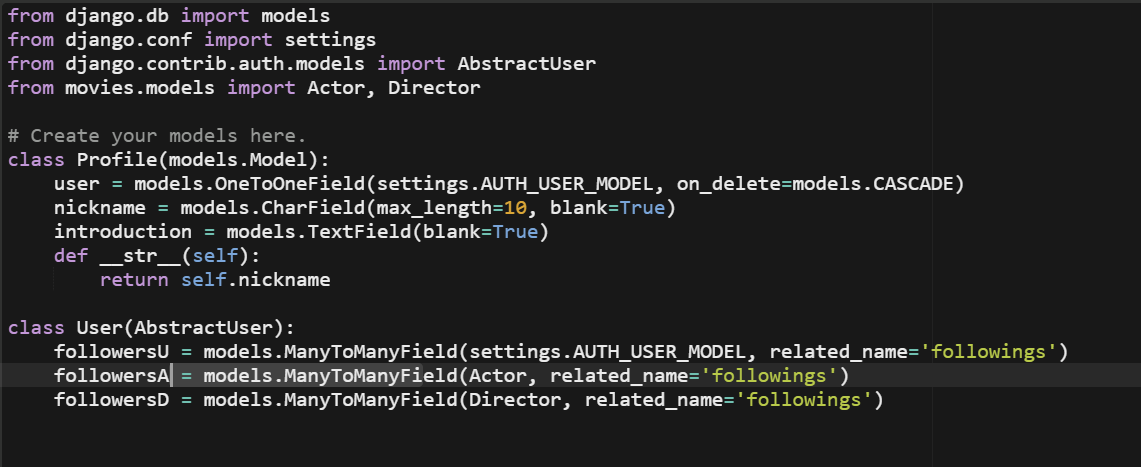 from django.db import models
from django.conf import settings
from django.contrib.auth.models import AbstractUser
from movies.models import Actor, Director
# Create your models here.
class Profile(models.Model):
    user = models.OneToOneField(settings.AUTH_USER_MODEL, on_delete=models.CASCADE)
    nickname = models.CharField(max_length=10, blank=True)
    introduction = models.TextField(blank=True)
    def __str__(self):
        return self.nickname
class User(AbstractUser):
    followersU = models.ManyToManyField(settings.AUTH_USER_MODEL, related_name='followings')
    followersA = models.ManyToManyField(Actor, related_name='followings')
    followersD = models.ManyToManyField(Director, related_name='followings')